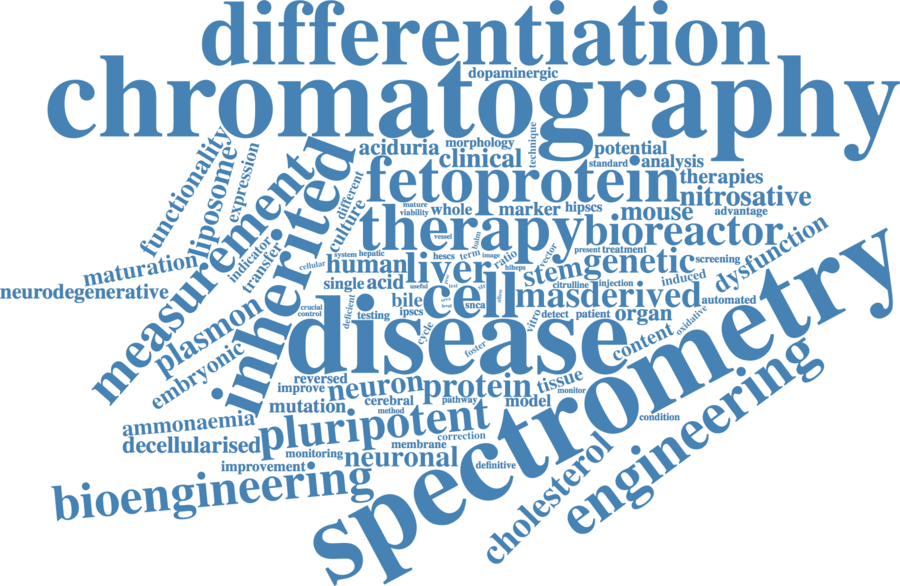 differentiation
chromatography
dopaminergic
aciduria
morphology
technique
potential
clinical
standard
analysis
functionality
liposome
expression
measurement
inherited
different
culture
fetoprotein
therapies
nitrosative
mature
viability
whole
marker
hipscs
mouse
advantage
therapy
bioreactor
dysfunction
indicator
transfer
maturation
neurodegenerative
cellular
system
hepatic
vessel
hescs
term
image
ratio
vector
present
treatment
human
liver
stem
genetic
screening
induced
single
acid
useful
citrulline
injection
cell
mas
derived
automated
bile
ipscs
snca
vitro
detect
patient
organ
oxidative
crucial
control
deficient
testing
cycle
disease
foster
content
spectrometry
plasmon
embryonic
reversed
improve
neuron
protein
tissue
monitor
mutation
cerebral
pathway
method
model
condition
ammonaemia
decellularised
pluripotent
correction
membrane
monitoring
neuronal
definitive
improvement
bioengineering
cholesterol
engineering